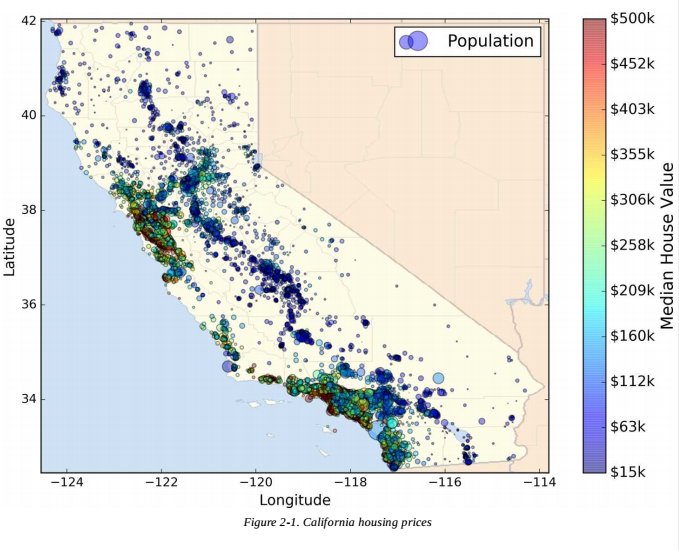 42
40
38
36
34
Latitude
−124
−122
−120
−118
−116
−114
Longitude
Population
$500k
$452k
$403k
$355k
$306k
$258k
$209k
$160k
$112k
$63k
$15k
Median House Value
Figure 2-1. California housing prices